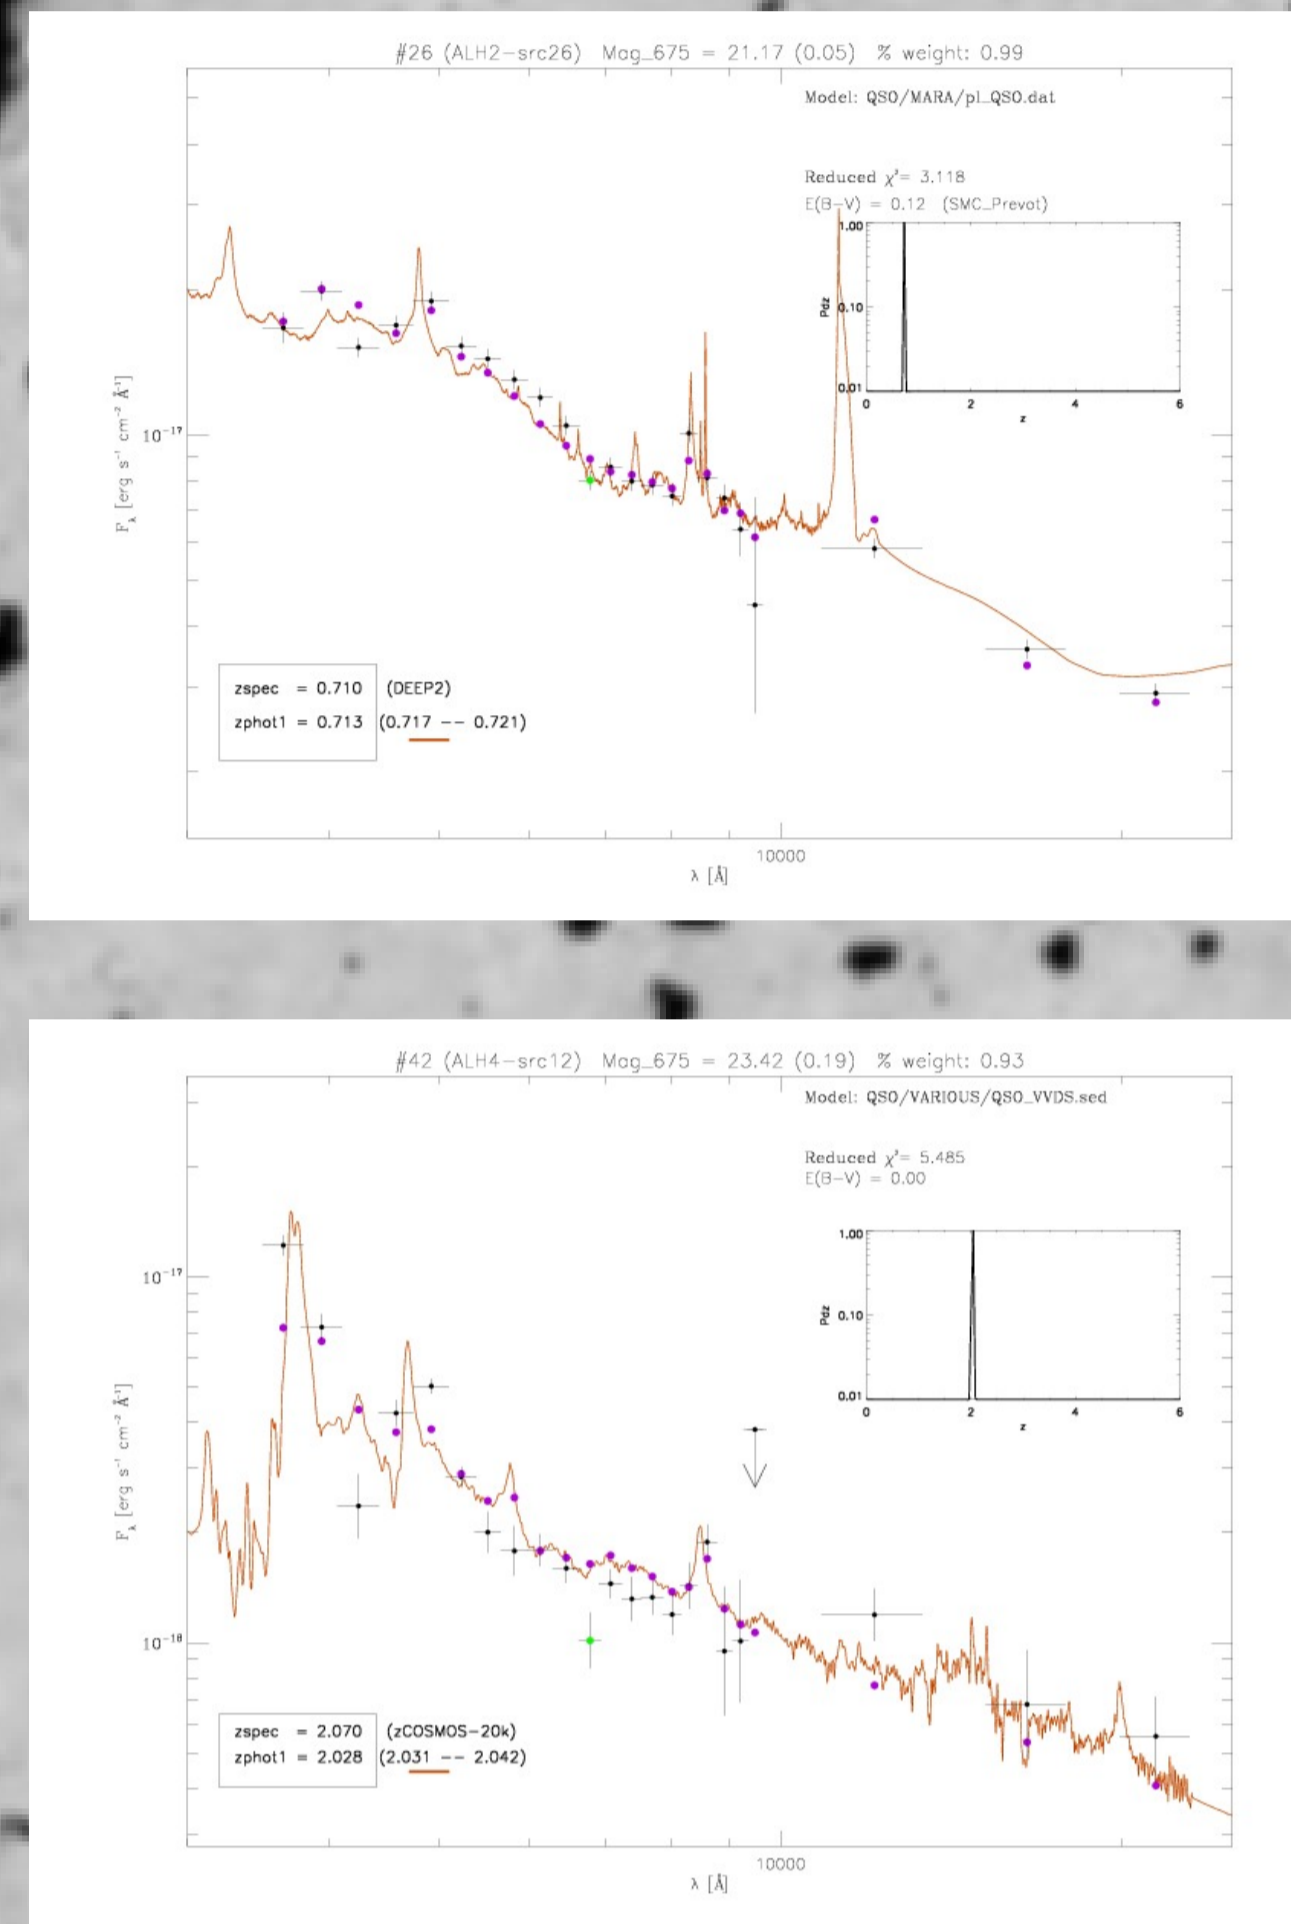 #26 (ALH2-src26) Mag_675 = 21.17 (0.05) % weight: 0.99
Model: QSO/MARA/pl_QSO.dat
Reduced χ²= 3.118
E(B-V) = 0.12 (SMC_Prevot)
1.00
0.10
0.01
Pdz
0 2 4 6
z
10⁻¹⁷
F_λ [erg s⁻¹ cm⁻² Å⁻¹]
zspec = 0.710 (DEEP2)
zphot1 = 0.713 (0.717 -- 0.721)
10000
λ [Å]
#42 (ALH4-src12) Mag_675 = 23.42 (0.19) % weight: 0.93
Model: QSO/VARIOUS/QSO_VVDS.sed
Reduced χ²= 5.485
E(B-V) = 0.00
1.00
0.10
0.01
Pdz
0 2 4 6
z
10⁻¹⁷
10⁻¹⁸
F_λ [erg s⁻¹ cm⁻² Å⁻¹]
zspec = 2.070 (zCOSMOS-20k)
zphot1 = 2.028 (2.031 -- 2.042)
10000
λ [Å]